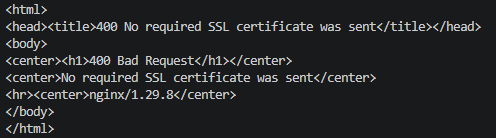 <html>
<head><title>400 No required SSL certificate was sent</title></head>
<body>
<center><h1>400 Bad Request</h1></center>
<center>No required SSL certificate was sent</center>
<hr><center>nginx/1.29.8</center>
</body>
</html>